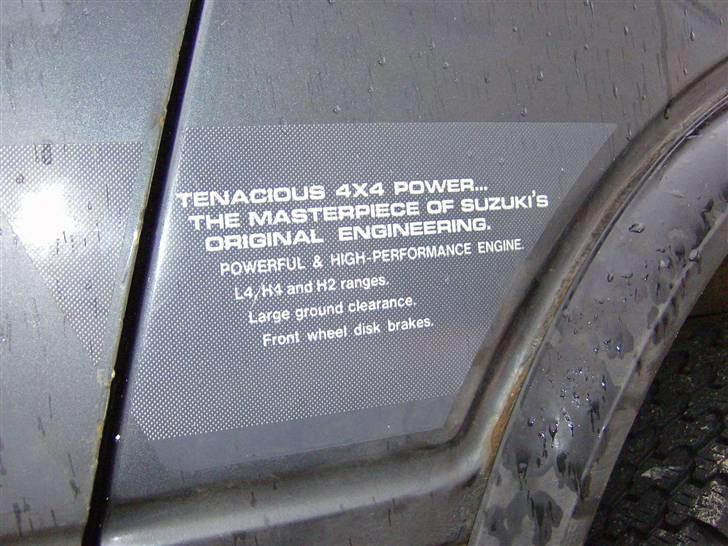 TENACIOUS 4X4 POWER...
THE MASTERPIECE OF SUZUKI'S
ORIGINAL ENGINEERING.
POWERFUL & HIGH-PERFORMANCE ENGINE.
L4, H4 and H2 ranges.
Large ground clearance.
Front wheel disk brakes.